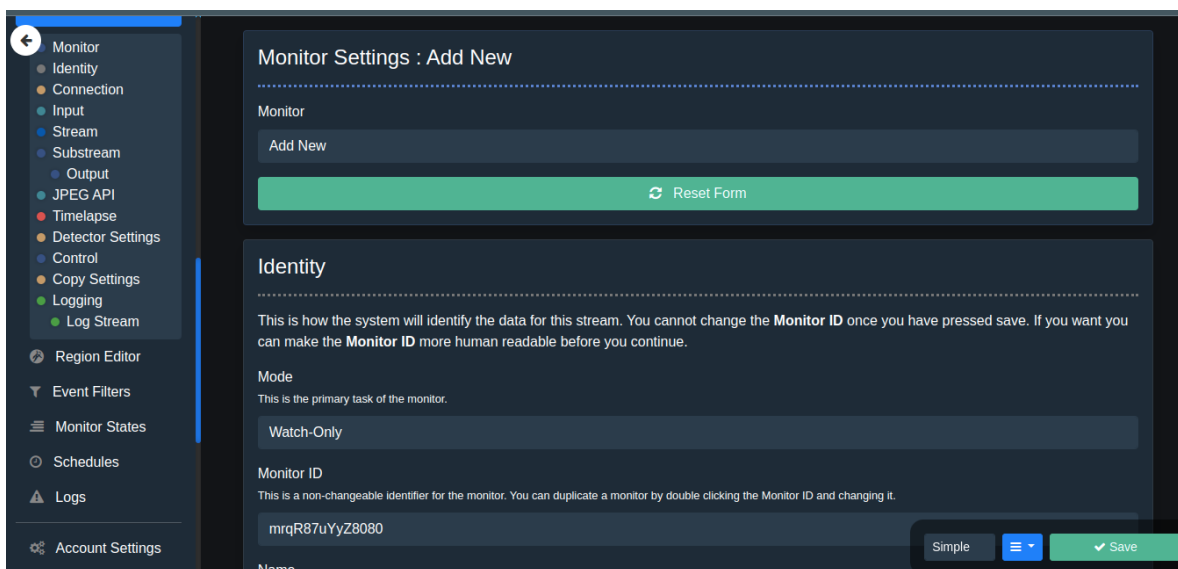 Monitor
Identity
Connection
Input
Stream
Substream
Output
JPEG API
Timelapse
Detector Settings
Control
Copy Settings
Logging
Log Stream
Region Editor
Event Filters
Monitor States
Schedules
Logs
Account Settings
Monitor Settings : Add New
Monitor
Add New
Reset Form
Identity
This is how the system will identify the data for this stream. You cannot change the Monitor ID once you have pressed save. If you want you
can make the Monitor ID more human readable before you continue.
Mode
This is the primary task of the monitor.
Watch-Only
Monitor ID
This is a non-changeable identifier for the monitor. You can duplicate a monitor by double clicking the Monitor ID and changing it.
mrqR87uYyZ8080
Name
Simple
Save